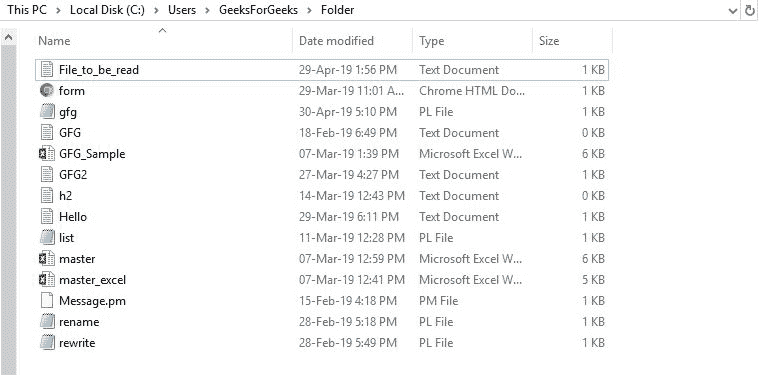 This PC > Local Disk (C:) > Users > GeeksForGeeks > Folder
Name Date modified Type Size
File_to_be_read 29-Apr-19 1:56 PM Text Document 1 KB
form 29-Mar-19 11:01 A... Chrome HTML Do... 1 KB
gfg 30-Apr-19 5:10 PM PL File 1 KB
GFG 18-Feb-19 6:49 PM Text Document 0 KB
GFG_Sample 07-Mar-19 1:39 PM Microsoft Excel W... 6 KB
GFG2 27-Mar-19 4:27 PM Text Document 1 KB
h2 14-Mar-19 12:43 PM Text Document 0 KB
Hello 29-Mar-19 6:11 PM Text Document 1 KB
list 11-Mar-19 12:28 PM PL File 1 KB
master 07-Mar-19 12:59 PM Microsoft Excel W... 6 KB
master_excel 07-Mar-19 12:41 PM Microsoft Excel W... 5 KB
Message.pm 15-Feb-19 4:18 PM PM File 1 KB
rename 28-Feb-19 5:18 PM PL File 1 KB
rewrite 28-Feb-19 5:49 PM PL File 1 KB